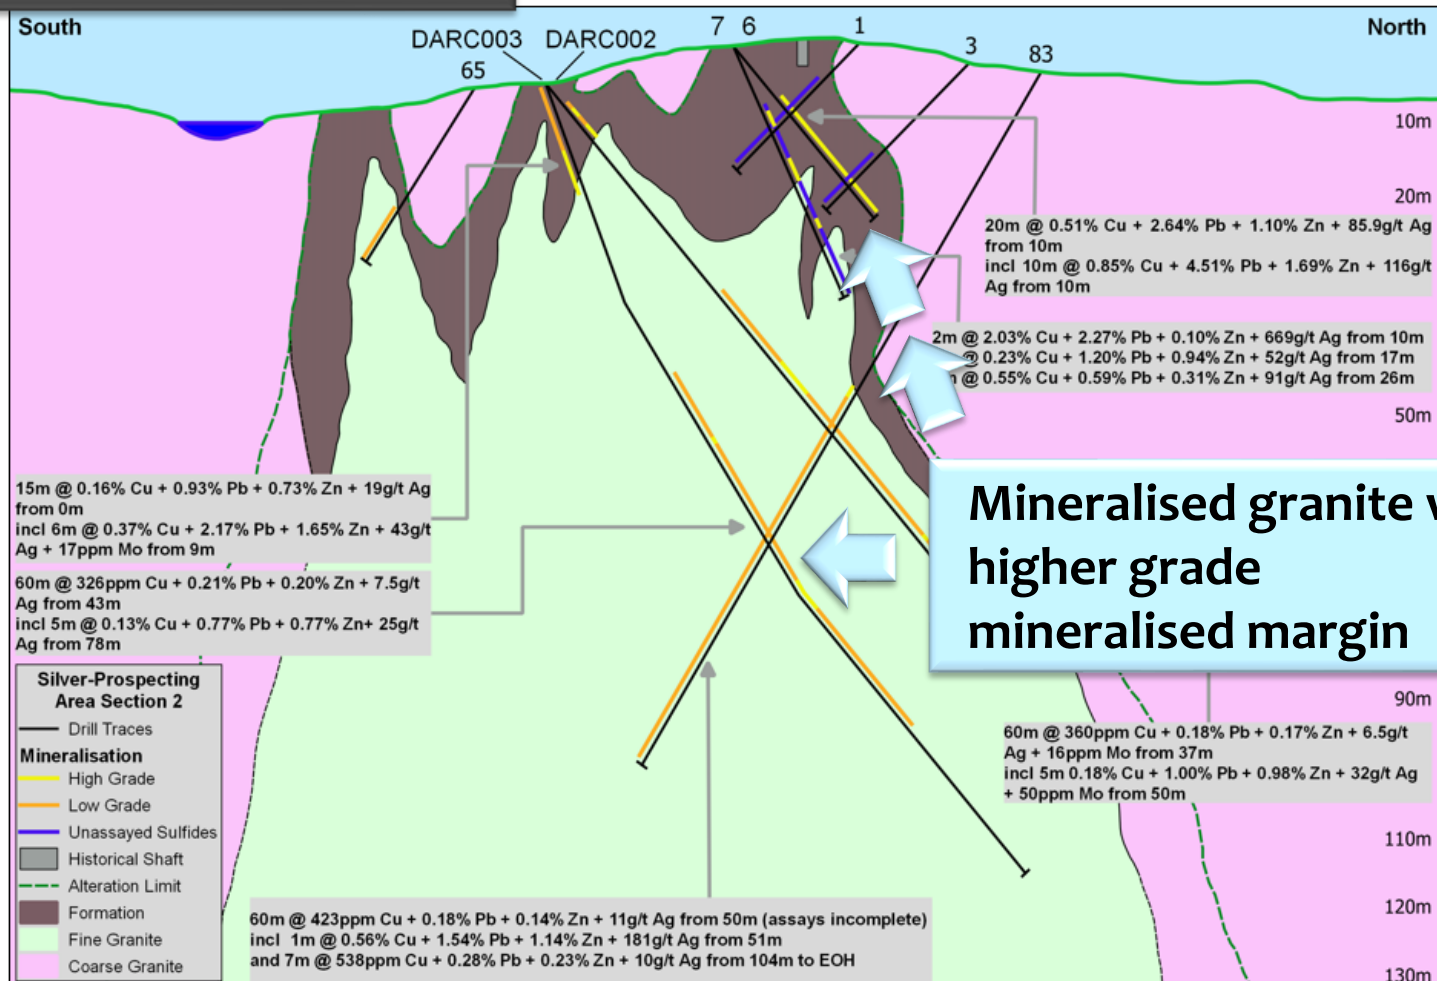 South
North
DARC003
DARC002
65
7
6
1
3
83
10m
20m
50m
90m
110m
120m
130m
20m @ 0.51% Cu + 2.64% Pb + 1.10% Zn + 85.9g/t Ag
from 10m
incl 10m @ 0.85% Cu + 4.51% Pb + 1.69% Zn + 116g/t
Ag from 10m
2m @ 2.03% Cu + 2.27% Pb + 0.10% Zn + 669g/t Ag from 10m
@ 0.23% Cu + 1.20% Pb + 0.94% Zn + 52g/t Ag from 17m
@ 0.55% Cu + 0.59% Pb + 0.31% Zn + 91g/t Ag from 26m
Mineralised granite
higher grade
mineralised margin
15m @ 0.16% Cu + 0.93% Pb + 0.73% Zn + 19g/t Ag
from 0m
incl 6m @ 0.37% Cu + 2.17% Pb + 1.65% Zn + 43g/t
Ag + 17ppm Mo from 9m
60m @ 326ppm Cu + 0.21% Pb + 0.20% Zn + 7.5g/t
Ag from 43m
incl 5m @ 0.13% Cu + 0.77% Pb + 0.77% Zn+ 25g/t
Ag from 78m
Silver-Prospecting
Area Section 2
Drill Traces
Mineralisation
High Grade
Low Grade
Unassayed Sulfides
Historical Shaft
Alteration Limit
Formation
Fine Granite
Coarse Granite
60m @ 360ppm Cu + 0.18% Pb + 0.17% Zn + 6.5g/t
Ag + 16ppm Mo from 37m
incl 5m 0.18% Cu + 1.00% Pb + 0.98% Zn + 32g/t Ag
+ 50ppm Mo from 50m
60m @ 423ppm Cu + 0.18% Pb + 0.14% Zn + 11g/t Ag from 50m (assays incomplete)
incl 1m @ 0.56% Cu + 1.54% Pb + 1.14% Zn + 181g/t Ag from 51m
and 7m @ 538ppm Cu + 0.28% Pb + 0.23% Zn + 10g/t Ag from 104m to EOH